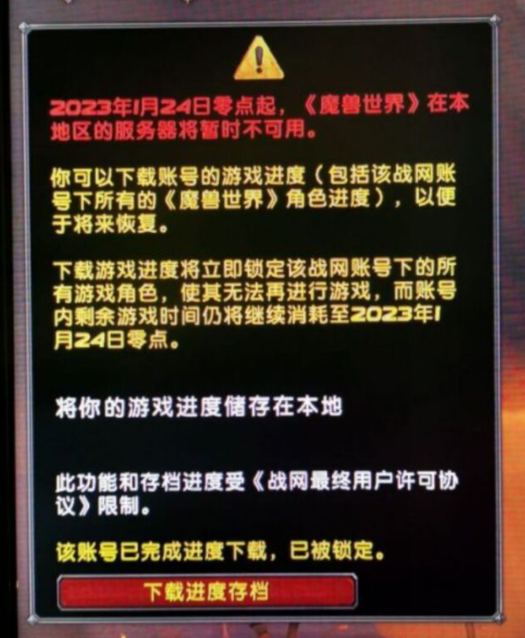 2023年1月24日零点起，《魔兽世界》在本
地区的服务器将暂时不可用。
你可以下载账号的游戏进度（包括该战网账
号下所有的《魔兽世界》角色进度），以便
于将来恢复。
下载游戏进度将立即锁定该战网账号下的所
有游戏角色，使其无法再进行游戏，而账号
内剩余游戏时间仍将继续消耗至2023年1
月24日零点。
将你的游戏进度储存在本地
此功能和存档进度受《战网最终用户许可协
议》限制。
该账号已完成进度下载，已被锁定。
下载进度存档